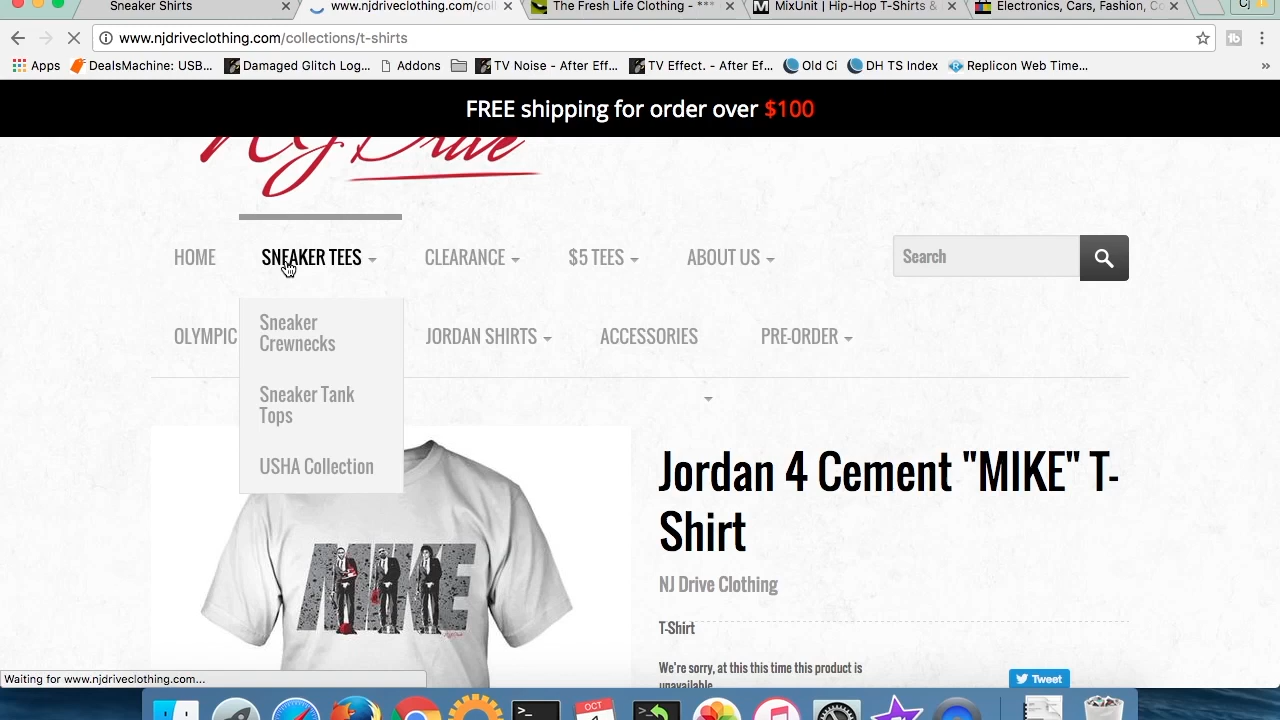 Sneaker Shirts
www.njdriveclothing.com/coll
The Fresh Life Clothing - ***
MixUnit | Hip-Hop T-Shirts &
Electronics, Cars, Fashion, Co
Cj
www.njdriveclothing.com/collections/t-shirts
Apps
DealsMachine: USB...
Damaged Glitch Log...
Addons
TV Noise - After Eff...
TV Effect. - After Ef...
Old Ci
DH TS Index
Replicon Web Time...
»
FREE shipping for order over $100
NJ Drive
HOME
SNEAKER TEES
CLEARANCE
$5 TEES
ABOUT US
Search
Sneaker
Crewnecks
Sneaker Tank
Tops
USHA Collection
OLYMPIC
JORDAN SHIRTS
ACCESSORIES
PRE-ORDER
MIKE
Jordan 4 Cement "MIKE" T-
Shirt
NJ Drive Clothing
T-Shirt
We're sorry, at this this time this product is
unavailable
Tweet
Waiting for www.njdriveclothing.com...
OCT